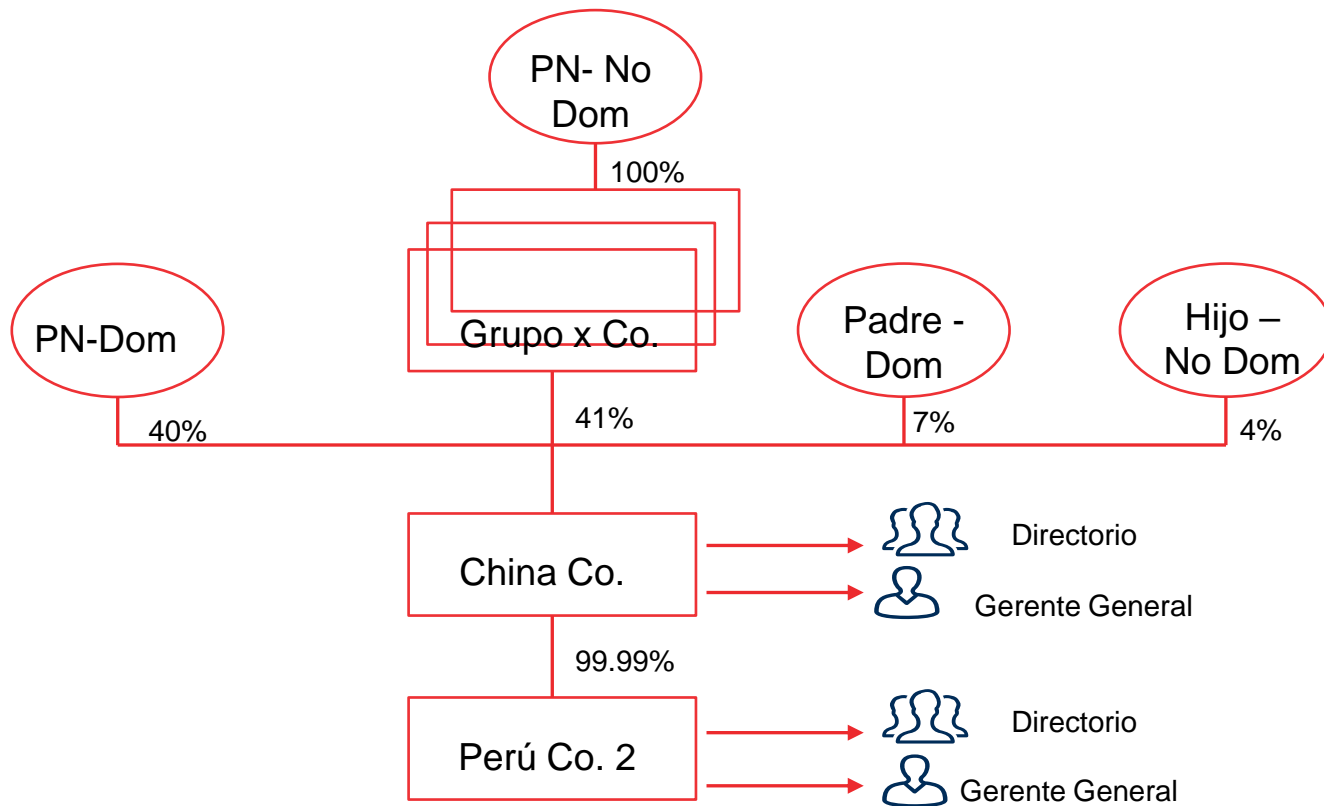 PN- No
Dom
100%
PN-Dom
Grupo x Co.
Padre -
Dom
Hijo –
No Dom
40%
41%
7%
4%
China Co.
Directorio
Gerente General
99.99%
Perú Co. 2
Directorio
Gerente General